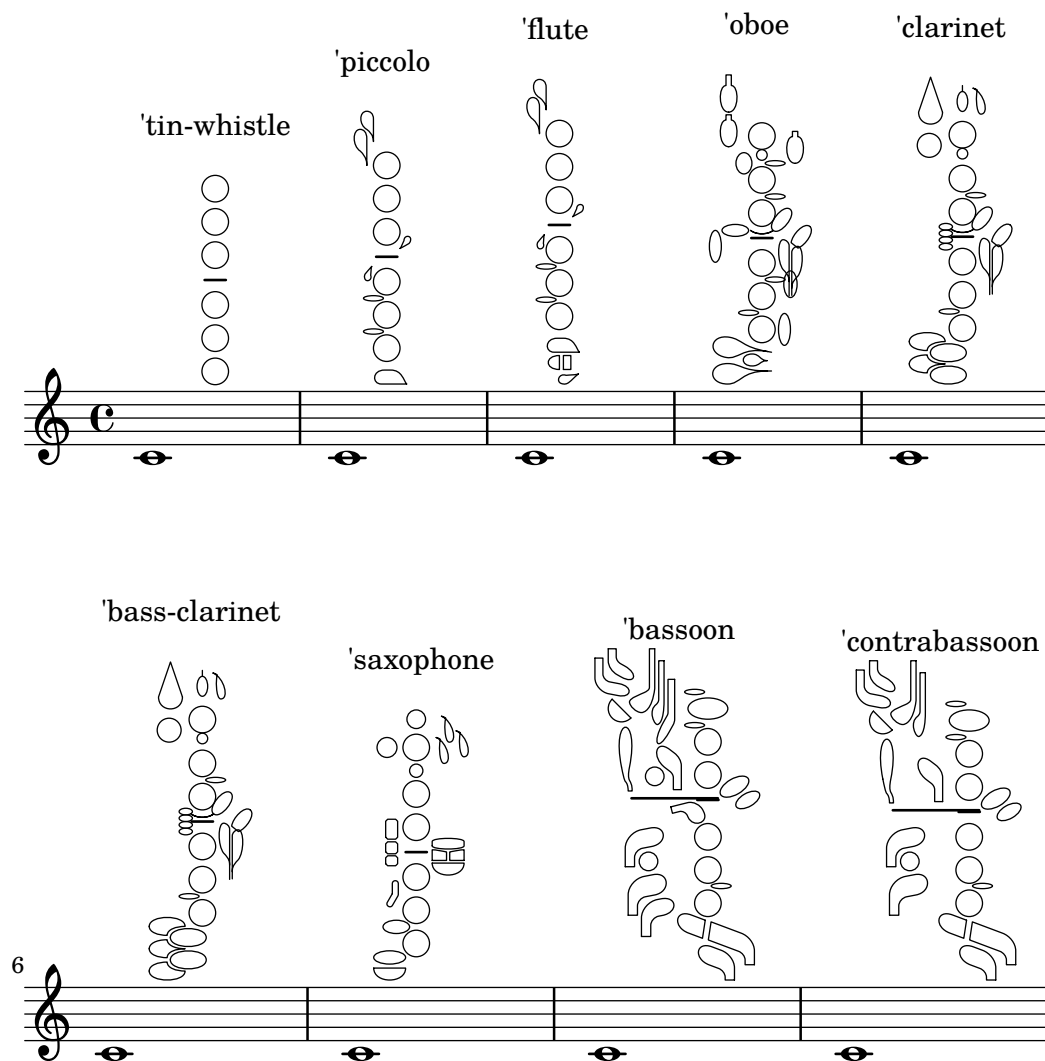 'tin-whistle
'piccolo
'flute
'oboe
'clarinet
6
'bass-clarinet
'saxophone
'bassoon
'contrabassoon